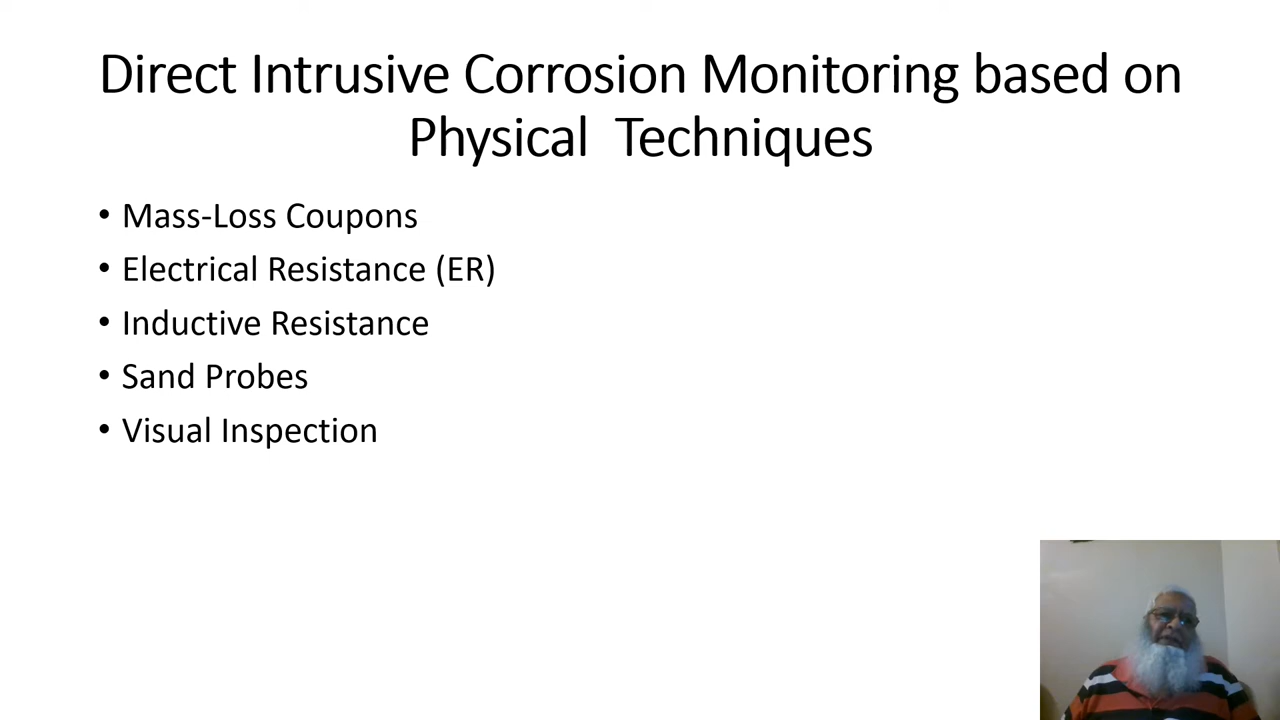 Direct Intrusive Corrosion Monitoring based on
Physical  Techniques
• Mass-Loss Coupons
• Electrical Resistance (ER)
• Inductive Resistance
• Sand Probes
• Visual Inspection